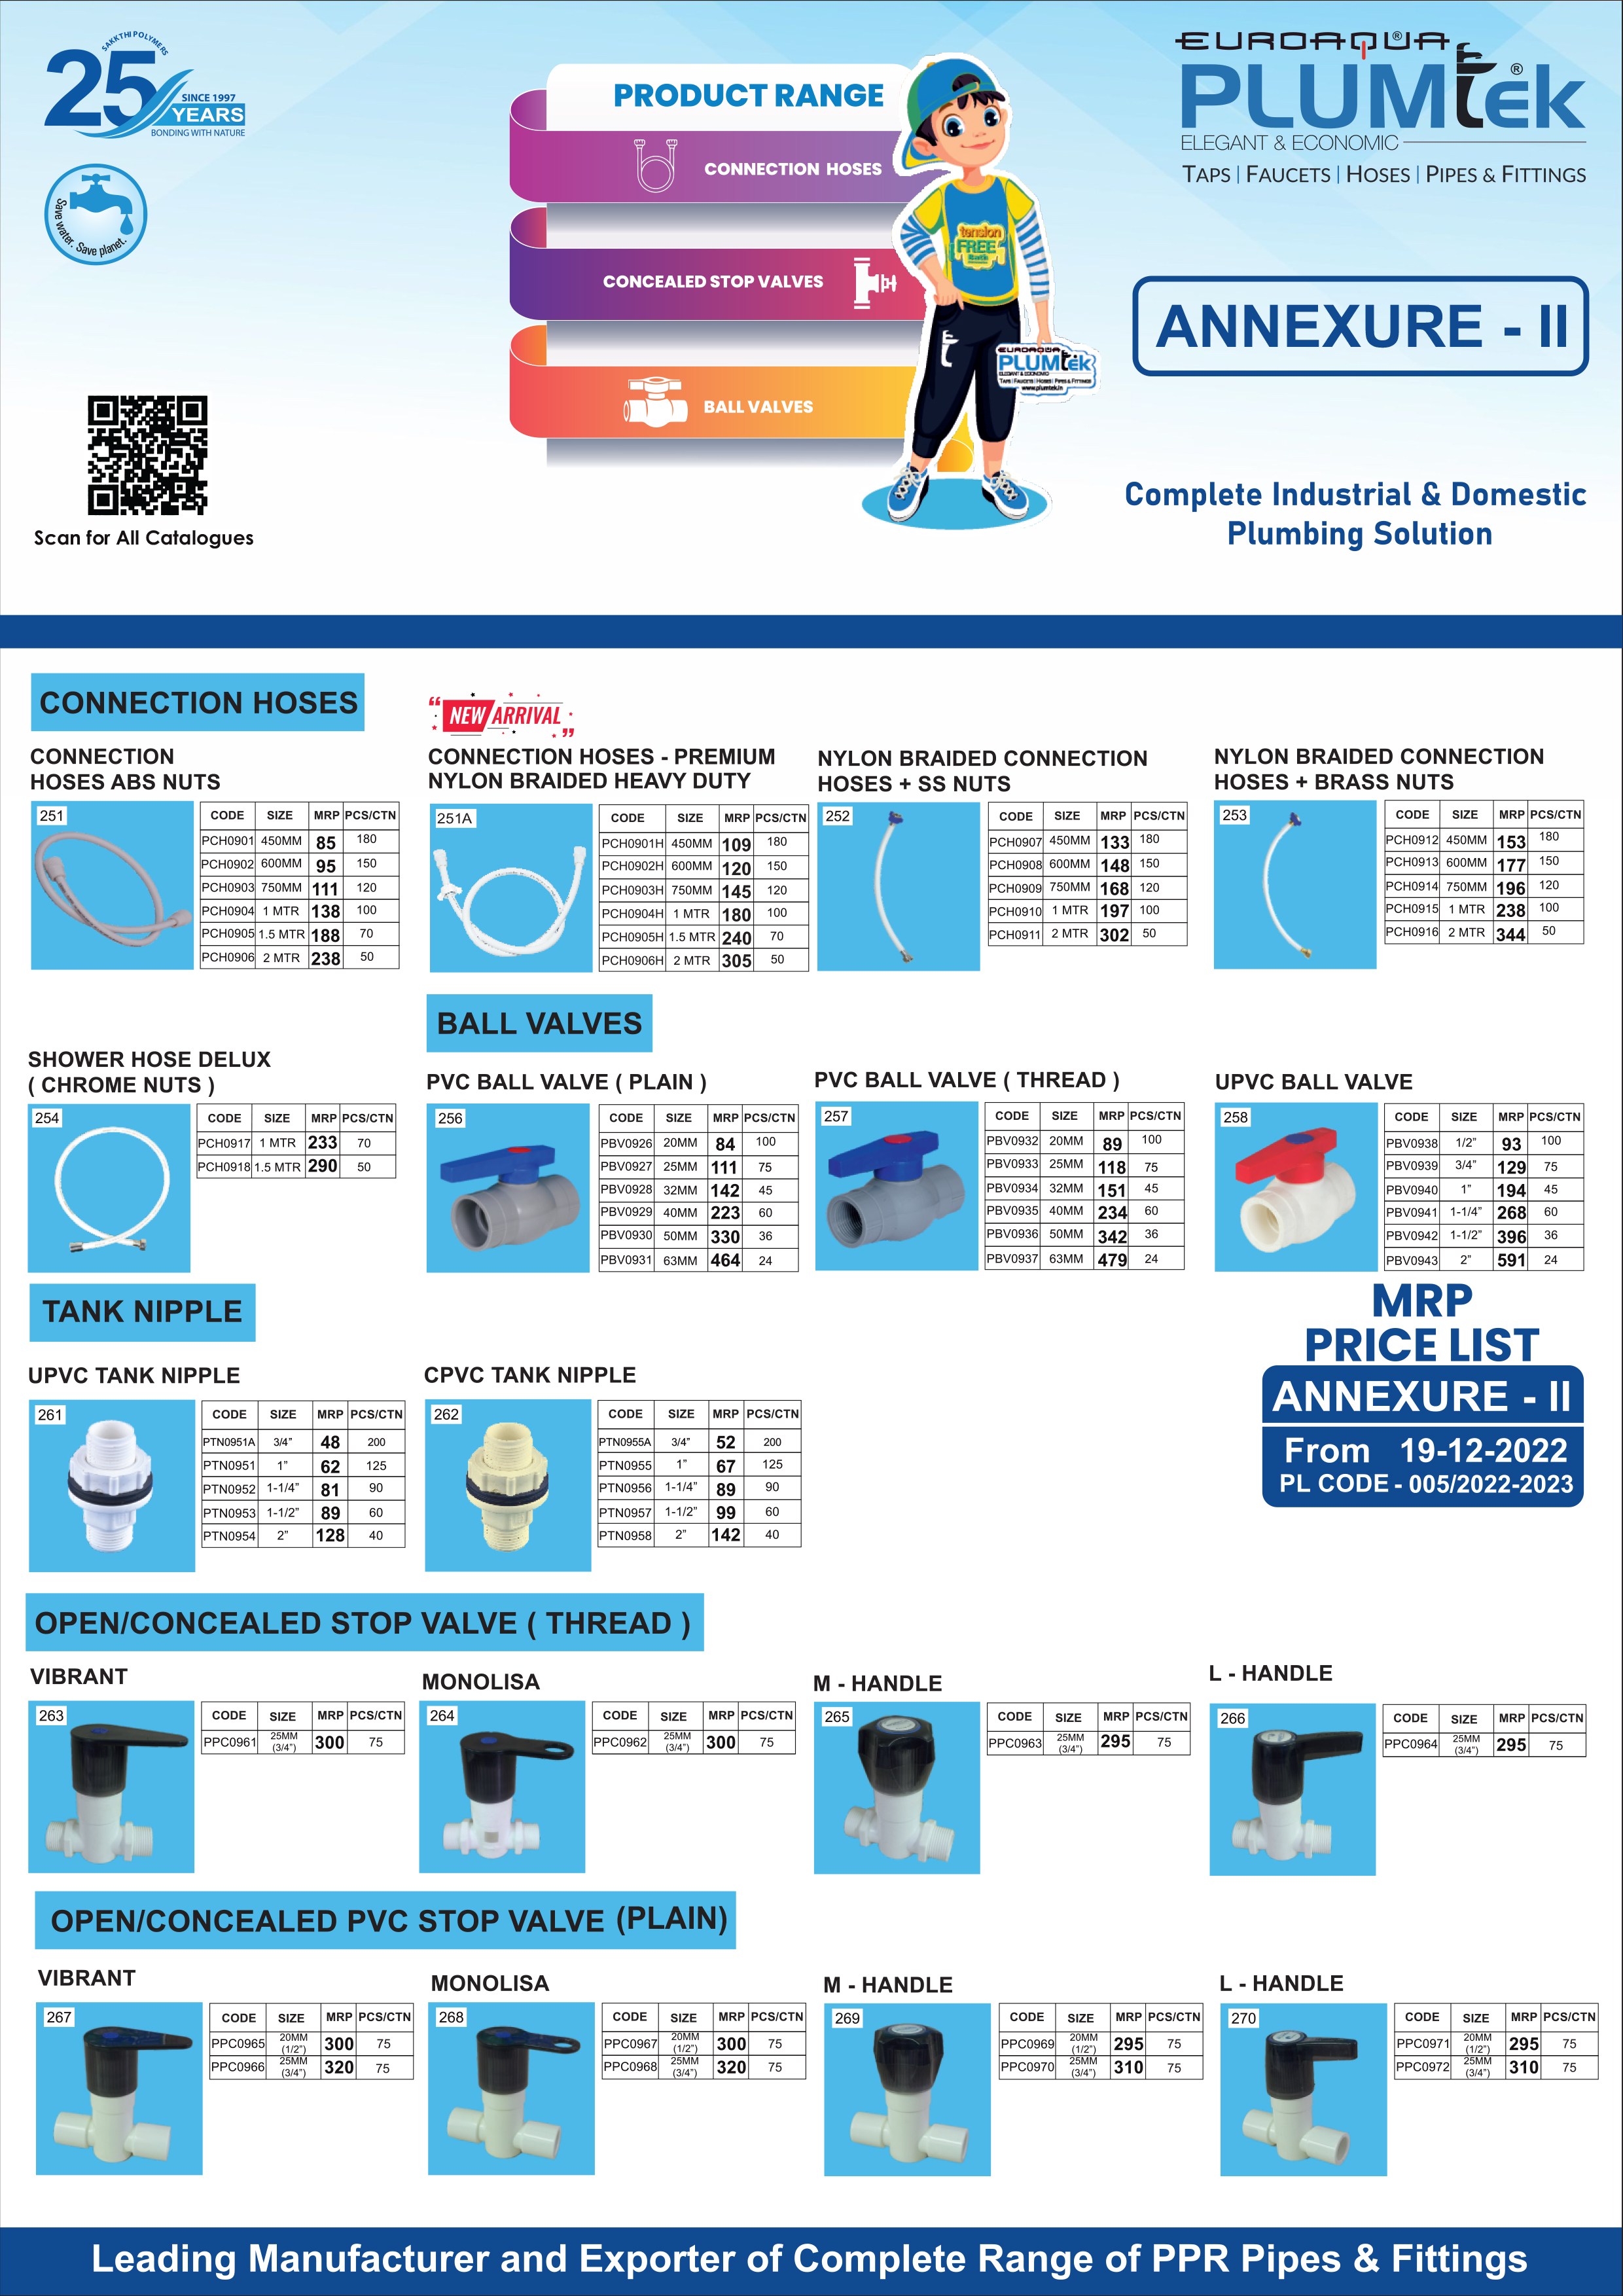 SAKKTHI POLYMERS
25
SINCE 1997
YEARS
BONDING WITH NATURE
Save water. Save planet.
Scan for All Catalogues
PRODUCT RANGE
CONNECTION HOSES
CONCEALED STOP VALVES
BALL VALVES
tension
FREE
Bath
EUROAQUA
PLUMtek
ELEGANT & ECONOMIC
TAPS | FAUCETS | HOSES | PIPES & FITTINGS
www.plumtek.in
EUROAQUA®
PLUMtek®
ELEGANT & ECONOMIC
TAPS | FAUCETS | HOSES | PIPES & FITTINGS
ANNEXURE - II
Complete Industrial & Domestic
Plumbing Solution
CONNECTION HOSES
CONNECTION
HOSES ABS NUTS
251
CODE SIZE MRP PCS/CTN
PCH0901 450MM 85 180
PCH0902 600MM 95 150
PCH0903 750MM 111 120
PCH0904 1 MTR 138 100
PCH0905 1.5 MTR 188 70
PCH0906 2 MTR 238 50
“ NEW ARRIVAL ”
CONNECTION HOSES - PREMIUM
NYLON BRAIDED HEAVY DUTY
251A
CODE SIZE MRP PCS/CTN
PCH0901H 450MM 109 180
PCH0902H 600MM 120 150
PCH0903H 750MM 145 120
PCH0904H 1 MTR 180 100
PCH0905H 1.5 MTR 240 70
PCH0906H 2 MTR 305 50
NYLON BRAIDED CONNECTION
HOSES + SS NUTS
252
CODE SIZE MRP PCS/CTN
PCH0907 450MM 133 180
PCH0908 600MM 148 150
PCH0909 750MM 168 120
PCH0910 1 MTR 197 100
PCH0911 2 MTR 302 50
NYLON BRAIDED CONNECTION
HOSES + BRASS NUTS
253
CODE SIZE MRP PCS/CTN
PCH0912 450MM 153 180
PCH0913 600MM 177 150
PCH0914 750MM 196 120
PCH0915 1 MTR 238 100
PCH0916 2 MTR 344 50
SHOWER HOSE DELUX
( CHROME NUTS )
254
CODE SIZE MRP PCS/CTN
PCH0917 1 MTR 233 70
PCH0918 1.5 MTR 290 50
BALL VALVES
PVC BALL VALVE ( PLAIN )
256
CODE SIZE MRP PCS/CTN
PBV0926 20MM 84 100
PBV0927 25MM 111 75
PBV0928 32MM 142 45
PBV0929 40MM 223 60
PBV0930 50MM 330 36
PBV0931 63MM 464 24
PVC BALL VALVE ( THREAD )
257
CODE SIZE MRP PCS/CTN
PBV0932 20MM 89 100
PBV0933 25MM 118 75
PBV0934 32MM 151 45
PBV0935 40MM 234 60
PBV0936 50MM 342 36
PBV0937 63MM 479 24
UPVC BALL VALVE
258
CODE SIZE MRP PCS/CTN
PBV0938 1/2” 93 100
PBV0939 3/4” 129 75
PBV0940 1” 194 45
PBV0941 1-1/4” 268 60
PBV0942 1-1/2” 396 36
PBV0943 2” 591 24
TANK NIPPLE
UPVC TANK NIPPLE
261
CODE SIZE MRP PCS/CTN
PTN0951A 3/4” 48 200
PTN0951 1” 62 125
PTN0952 1-1/4” 81 90
PTN0953 1-1/2” 89 60
PTN0954 2” 128 40
CPVC TANK NIPPLE
262
CODE SIZE MRP PCS/CTN
PTN0955A 3/4” 52 200
PTN0955 1” 67 125
PTN0956 1-1/4” 89 90
PTN0957 1-1/2” 99 60
PTN0958 2” 142 40
MRP
PRICE LIST
ANNEXURE - II
From 19-12-2022
PL CODE - 005/2022-2023
OPEN/CONCEALED STOP VALVE ( THREAD )
VIBRANT
263
CODE SIZE MRP PCS/CTN
PPC0961 25MM (3/4”) 300 75
MONOLISA
264
CODE SIZE MRP PCS/CTN
PPC0962 25MM (3/4”) 300 75
M - HANDLE
265
CODE SIZE MRP PCS/CTN
PPC0963 25MM (3/4”) 295 75
L - HANDLE
266
CODE SIZE MRP PCS/CTN
PPC0964 25MM (3/4”) 295 75
OPEN/CONCEALED PVC STOP VALVE (PLAIN)
VIBRANT
267
CODE SIZE MRP PCS/CTN
PPC0965 20MM (1/2”) 300 75
PPC0966 25MM (3/4”) 320 75
MONOLISA
268
CODE SIZE MRP PCS/CTN
PPC0967 20MM (1/2”) 300 75
PPC0968 25MM (3/4”) 320 75
M - HANDLE
269
CODE SIZE MRP PCS/CTN
PPC0969 20MM (1/2”) 295 75
PPC0970 25MM (3/4”) 310 75
L - HANDLE
270
CODE SIZE MRP PCS/CTN
PPC0971 20MM (1/2”) 295 75
PPC0972 25MM (3/4”) 310 75
Leading Manufacturer and Exporter of Complete Range of PPR Pipes & Fittings